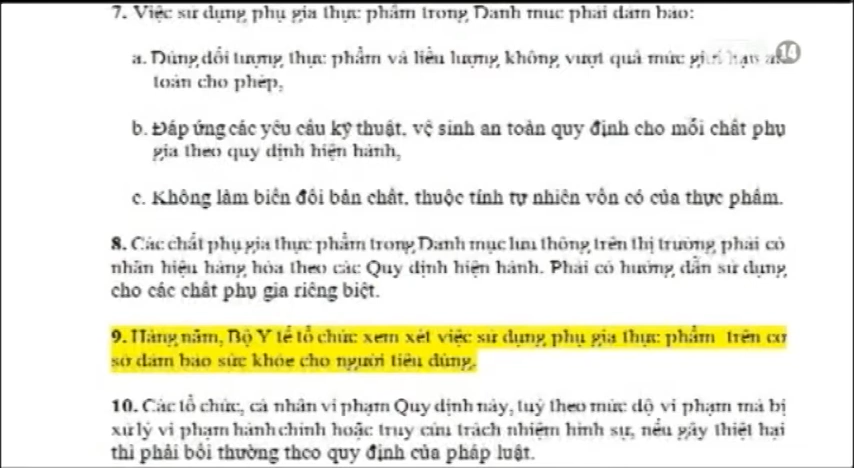 7. Việc sử dụng phụ gia thực phẩm trong Danh mục phải đảm bảo:
a. Đúng đối tượng thực phẩm và liều lượng không vượt quá mức giới hạn an
toàn cho phép;
14
b. Đáp ứng các yêu cầu kỹ thuật, vệ sinh an toàn quy định cho mỗi chất phụ
gia theo quy định hiện hành;
c. Không làm biến đổi bản chất, thuộc tính tự nhiên vốn có của thực phẩm.
8. Các chất phụ gia thực phẩm trong Danh mục lưu thông trên thị trường phải có
nhãn hiệu hàng hóa theo các Quy định hiện hành. Phải có hướng dẫn sử dụng
cho các chất phụ gia riêng biệt.
9. Hàng năm, Bộ Y tế tổ chức xem xét việc sử dụng phụ gia thực phẩm trên cơ
sở đảm bảo sức khỏe cho người tiêu dùng.
10. Các tổ chức, cá nhân vi phạm Quy định này, tuỳ theo mức độ vi phạm mà bị
xử lý vi phạm hành chính hoặc truy cứu trách nhiệm hình sự, nếu gây thiệt hại
thì phải bồi thường theo quy định của pháp luật.